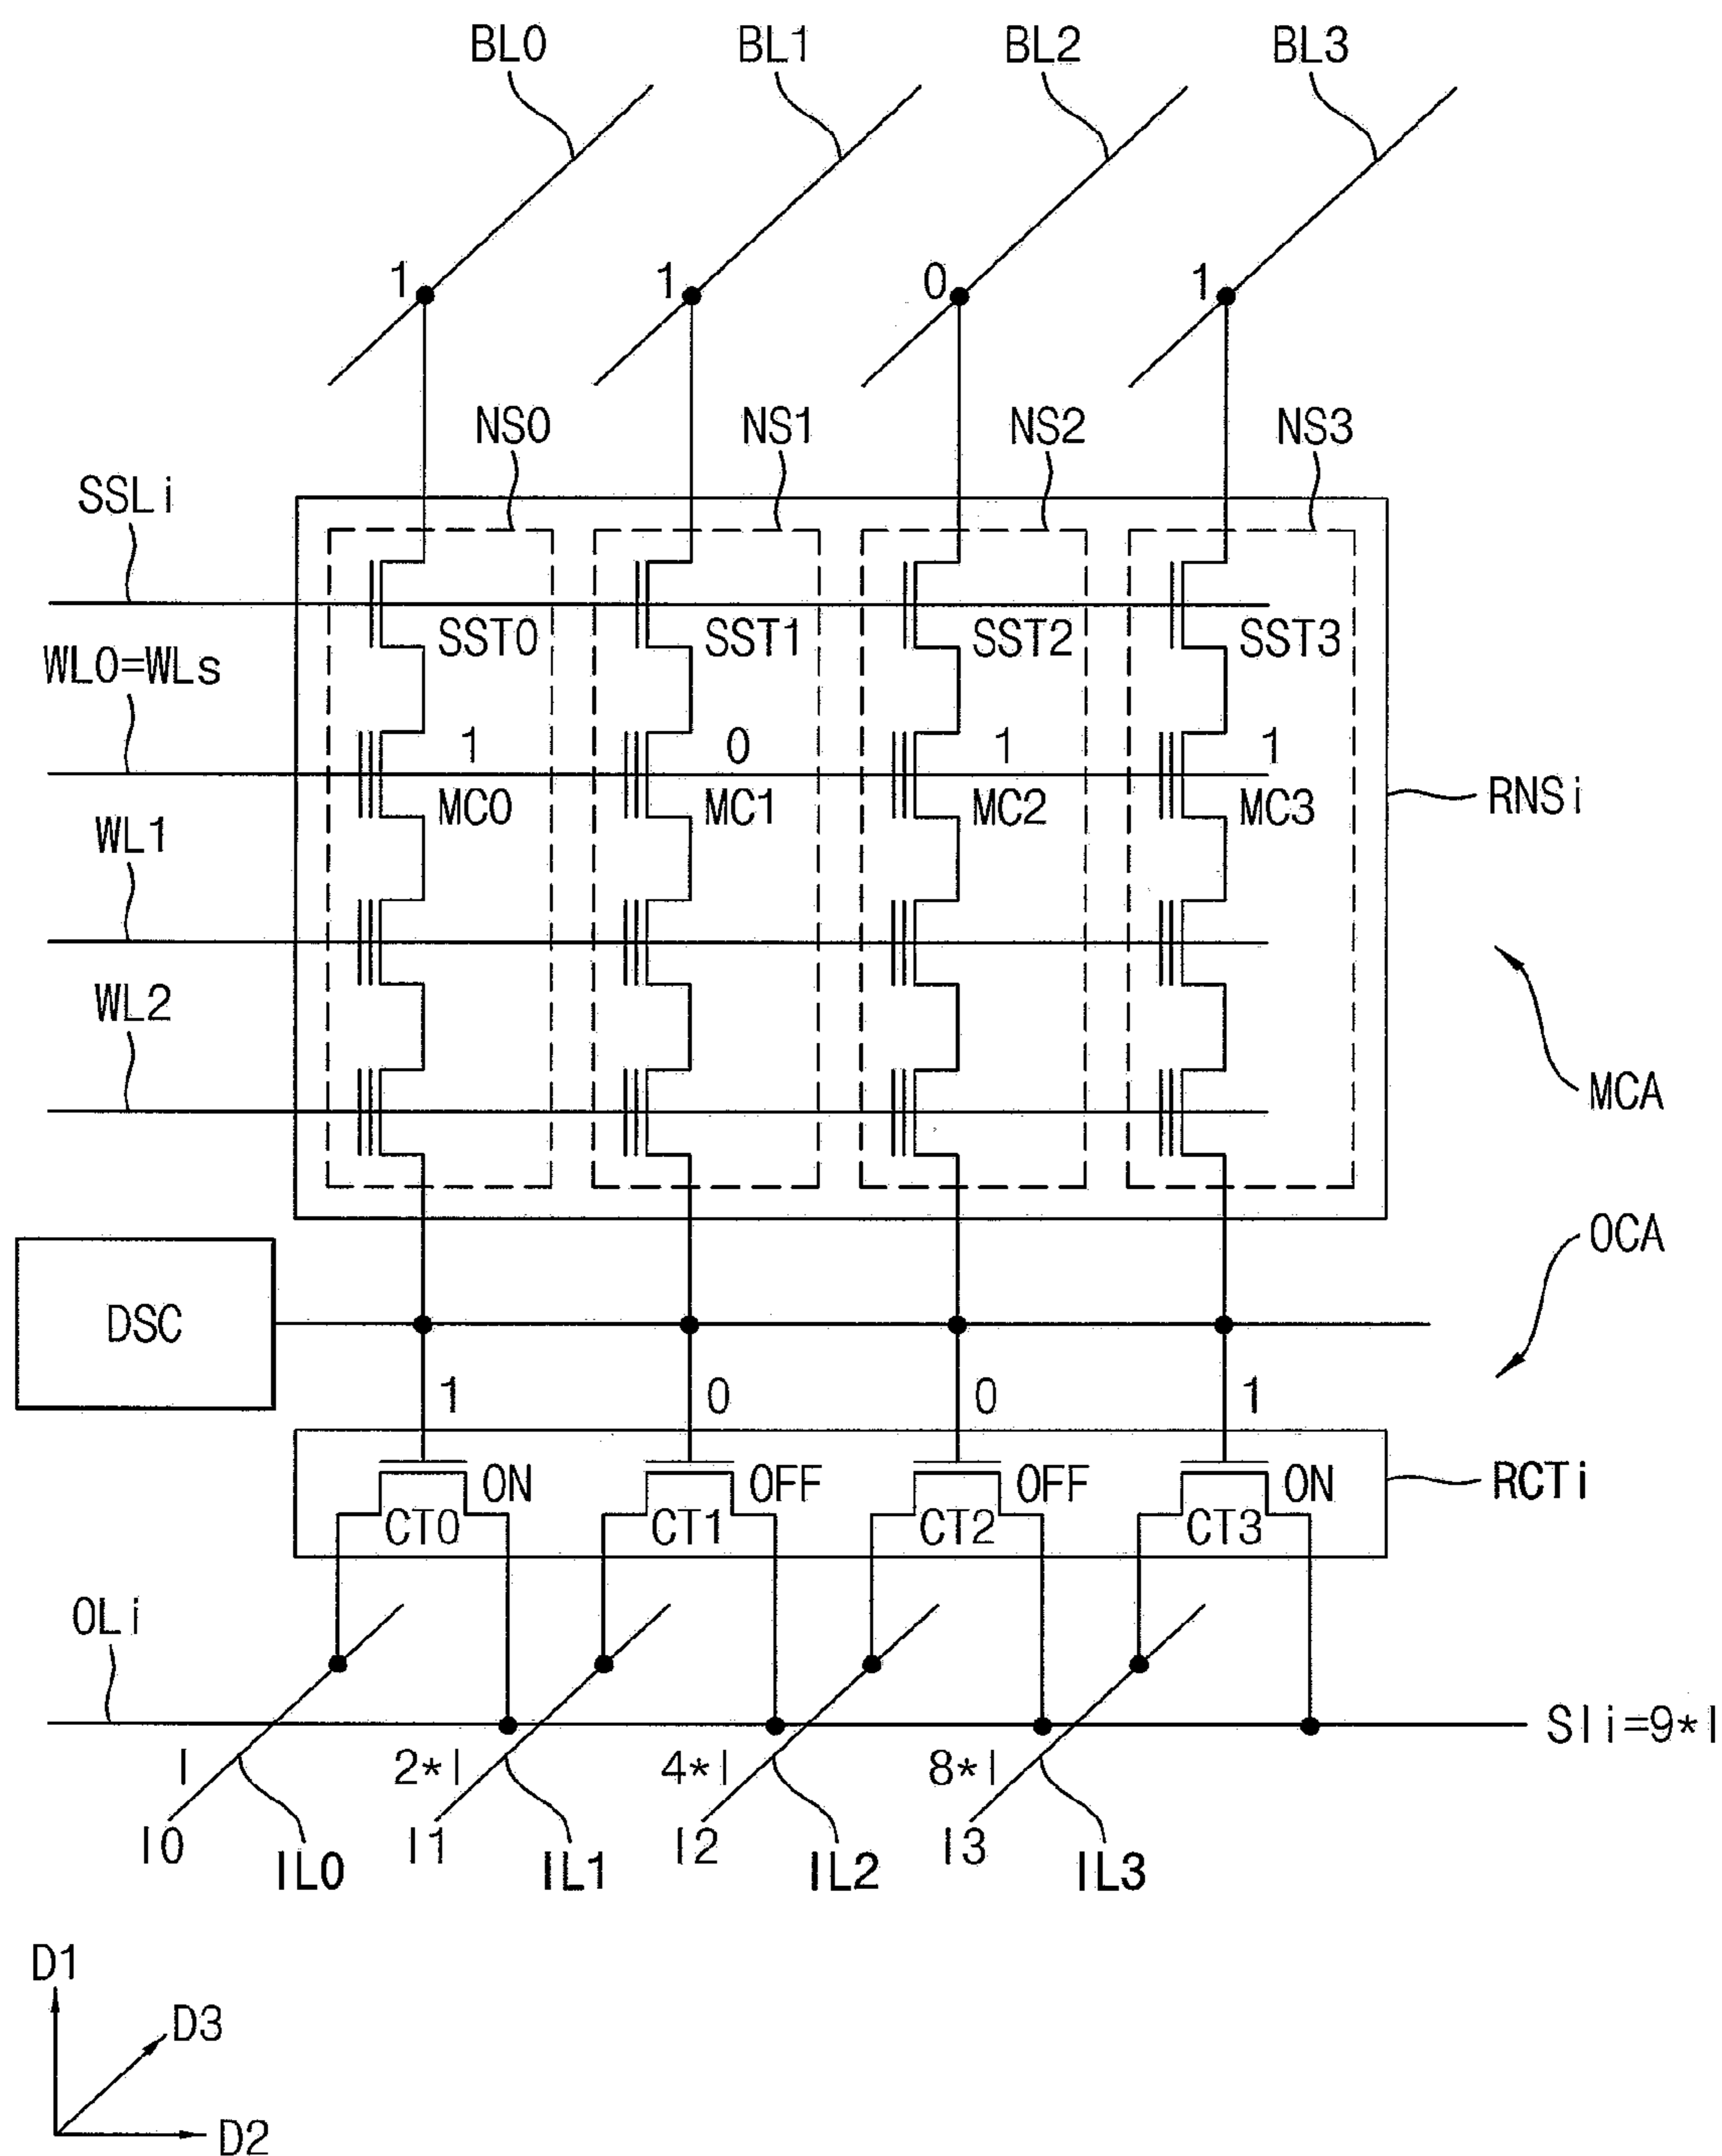 BL0 BL1 BL2 BL3
1 1 0 1
NS0 NS1 NS2 NS3
SSLi
SST0 SST1 SST2 SST3
WL0=WLs
1 0 1 1
MC0 MC1 MC2 MC3
RNSi
WL1
WL2
MCA
OCA
DSC
1 0 0 1
ON OFF OFF ON
RCTi
CT0 CT1 CT2 CT3
OLi
SIi=9*I
I 2*I 4*I 8*I
I0 IL0 I1 IL1 I2 IL2 I3 IL3
D1
D3
D2